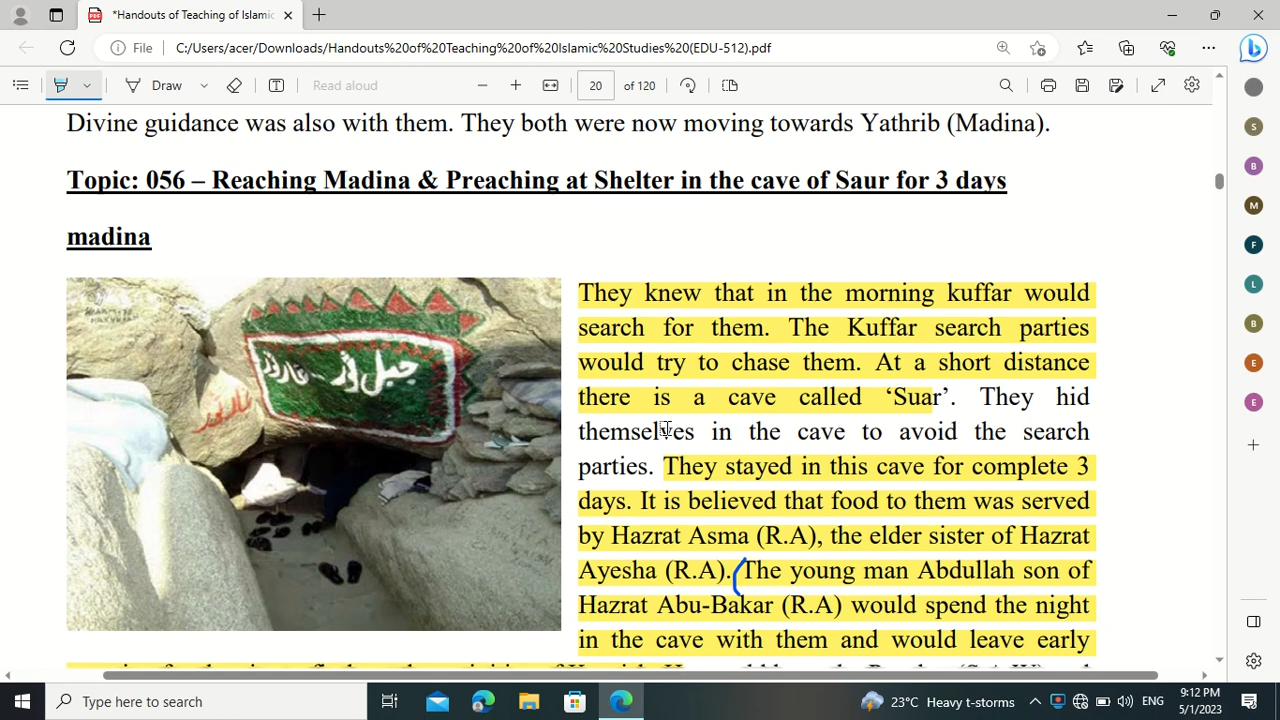 *Handouts of Teaching of Islamic
File
C:/Users/acer/Downloads/Handouts%20of%20Teaching%20of%20Islamic%20Studies%20(EDU-512).pdf
Draw
Read aloud
20 of 120
Divine guidance was also with them. They both were now moving towards Yathrib (Madina).
Topic: 056 – Reaching Madina & Preaching at Shelter in the cave of Saur for 3 days
madina
They knew that in the morning kuffar would
search for them. The Kuffar search parties
would try to chase them. At a short distance
there is a cave called ‘Suar’. They hid
themselves in the cave to avoid the search
parties. They stayed in this cave for complete 3
days. It is believed that food to them was served
by Hazrat Asma (R.A), the elder sister of Hazrat
Ayesha (R.A). The young man Abdullah son of
Hazrat Abu-Bakar (R.A) would spend the night
in the cave with them and would leave early
S
B
M
F
L
B
E
E
Type here to search
23°C Heavy t-storms
ENG
9:12 PM
5/1/2023